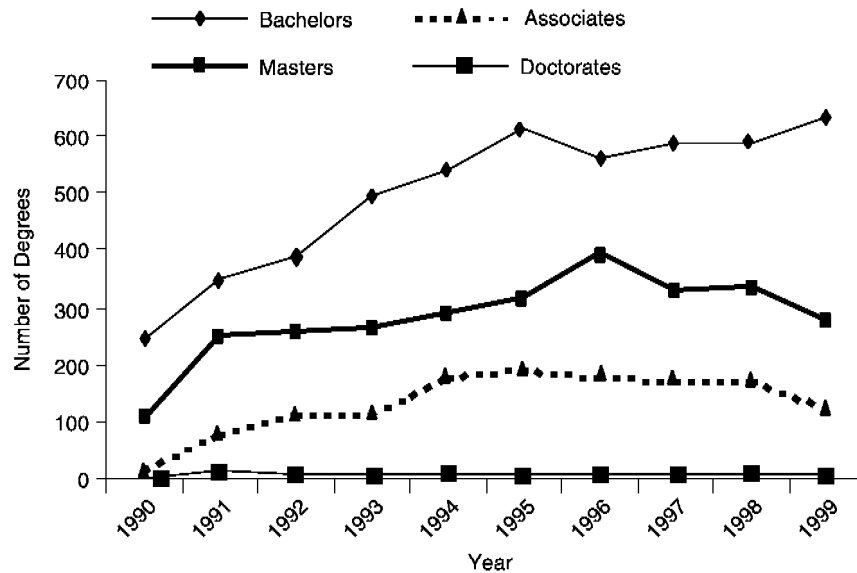 Bachelors Associates
Masters Doctorates
700
600
500
400
300
200
100
0
Number of Degrees
1990 1991 1992 1993 1994 1995 1996 1997 1998 1999
Year